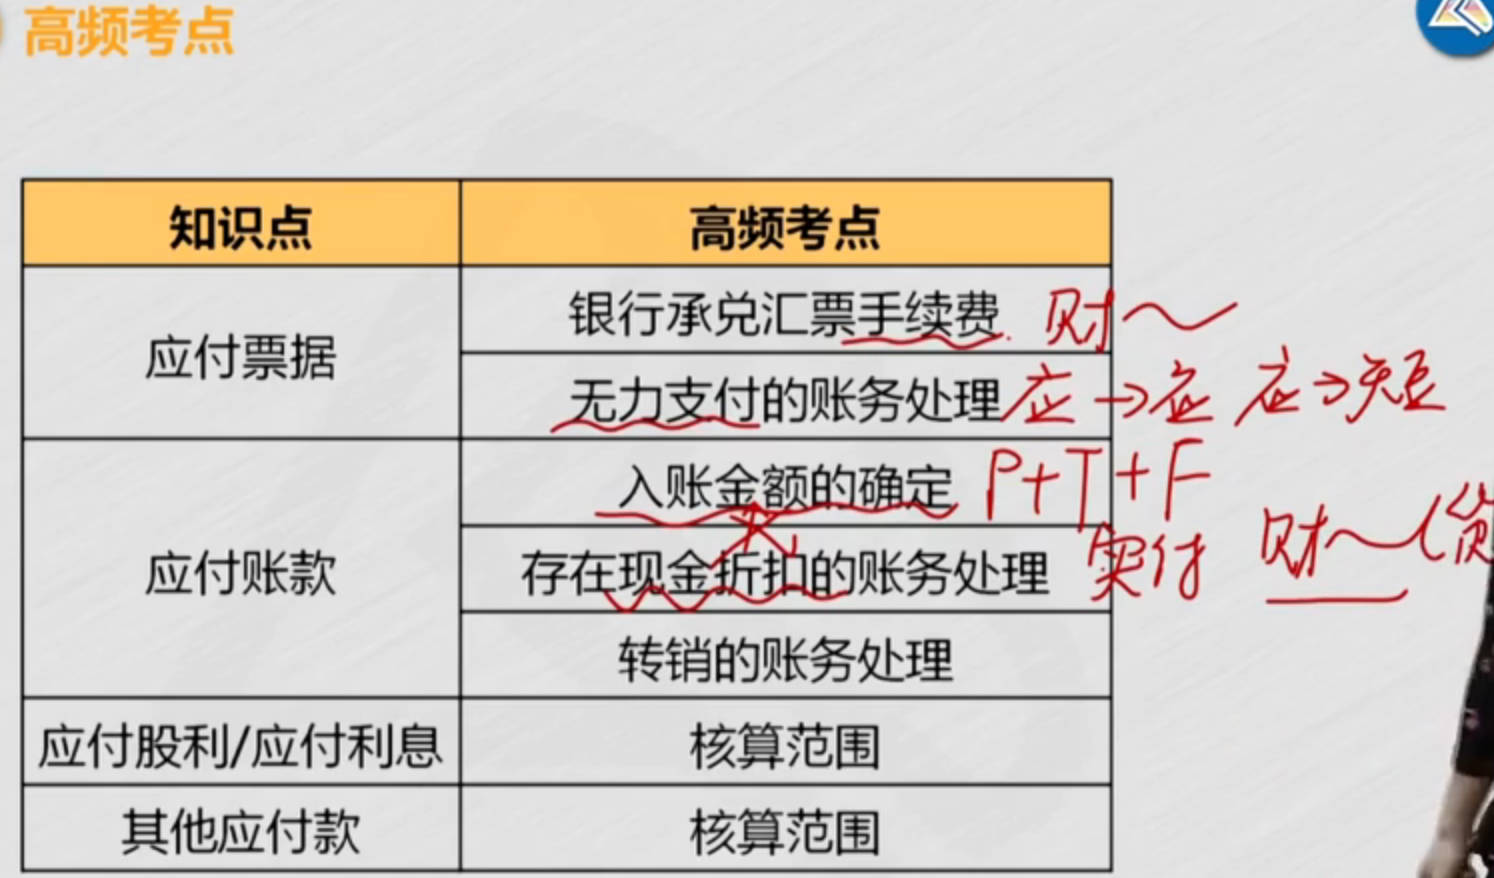 高频考点
知识点 高频考点
应付票据 银行承兑汇票手续费 财
无力支付的账务处理 应→应 应→短
应付账款 入账金额的确定 P+T+F
存在现金折扣的账务处理 实付 财 (贷
转销的账务处理
应付股利/应付利息 核算范围
其他应付款 核算范围